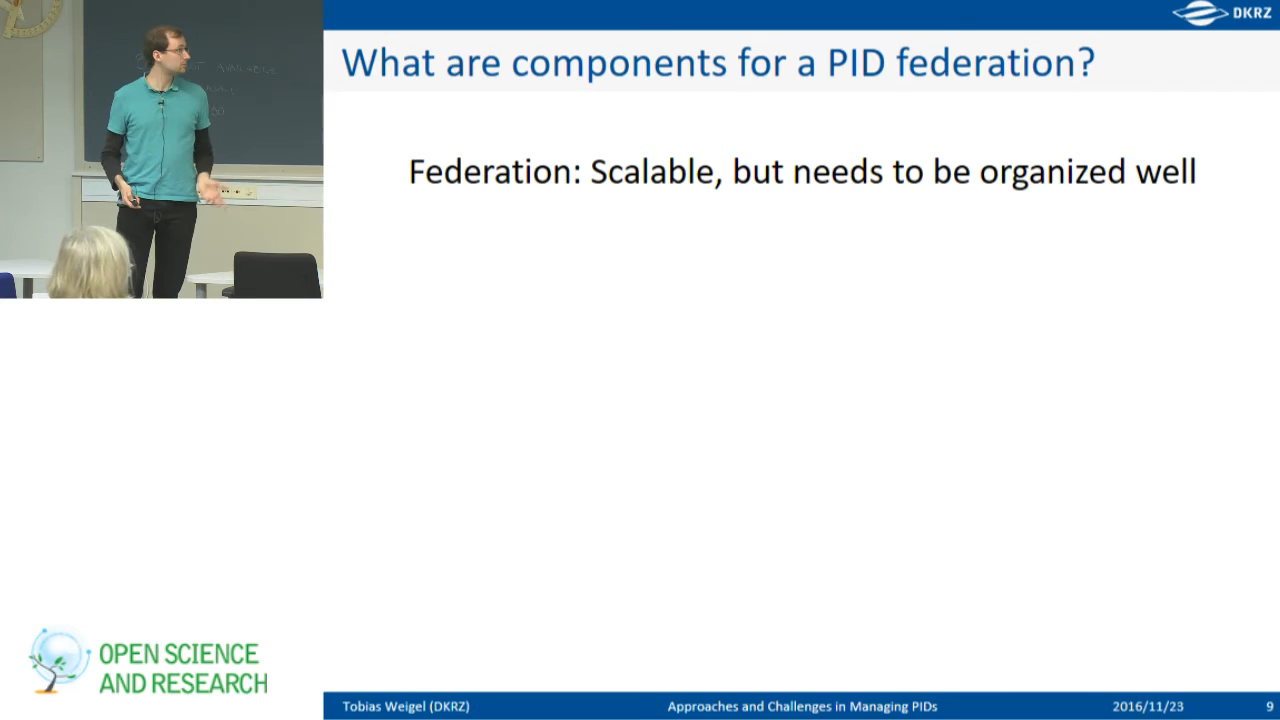 DKRZ
What are components for a PID federation?
Federation: Scalable, but needs to be organized well
OPEN SCIENCE
AND RESEARCH
Tobias Weigel (DKRZ)
Approaches and Challenges in Managing PIDs
2016/11/23
9